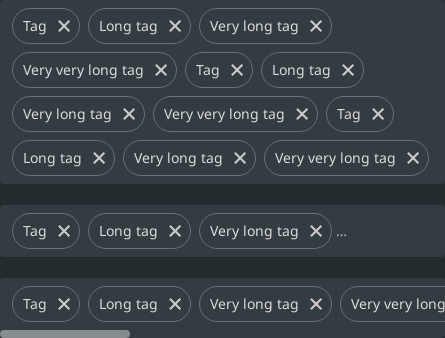 Tag Long tag Very long tag
Very very long tag Tag Long tag
Very long tag Very very long tag Tag
Long tag Very long tag Very very long tag
Tag Long tag Very long tag ...
Tag Long tag Very long tag Very very long